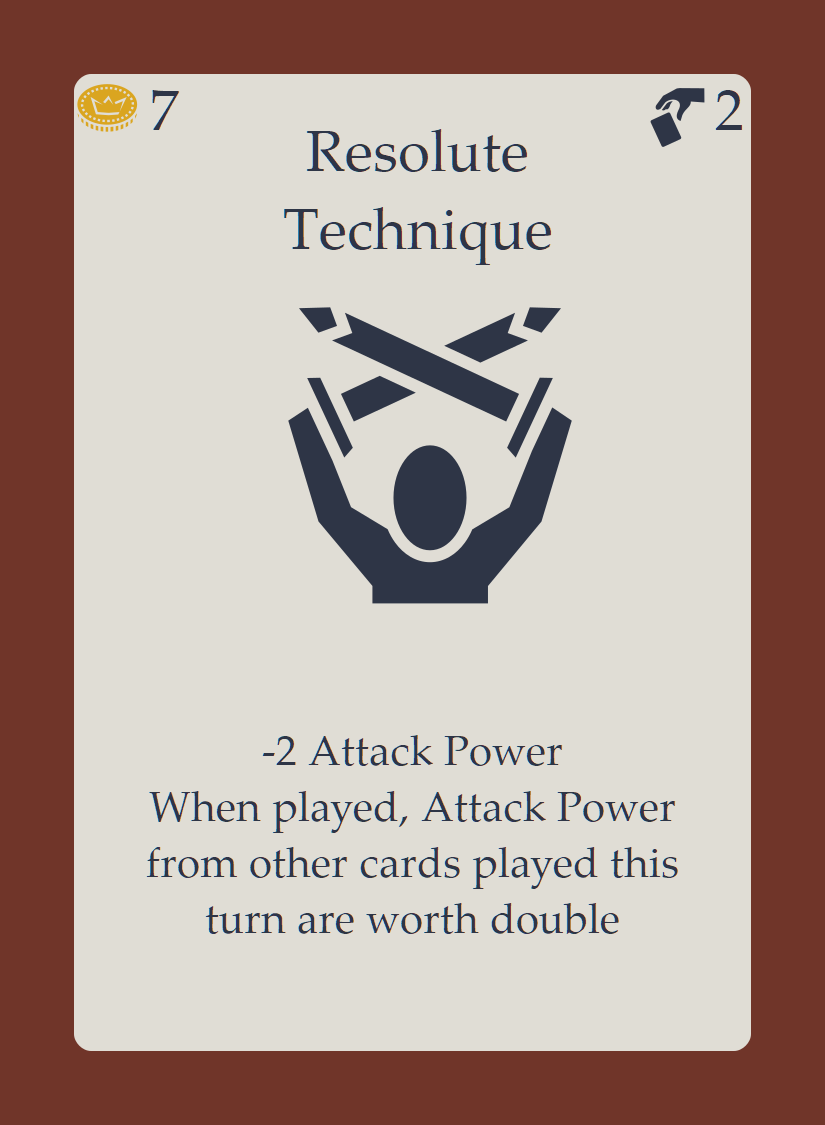 7
2
Resolute
Technique
-2 Attack Power
When played, Attack Power
from other cards played this
turn are worth double